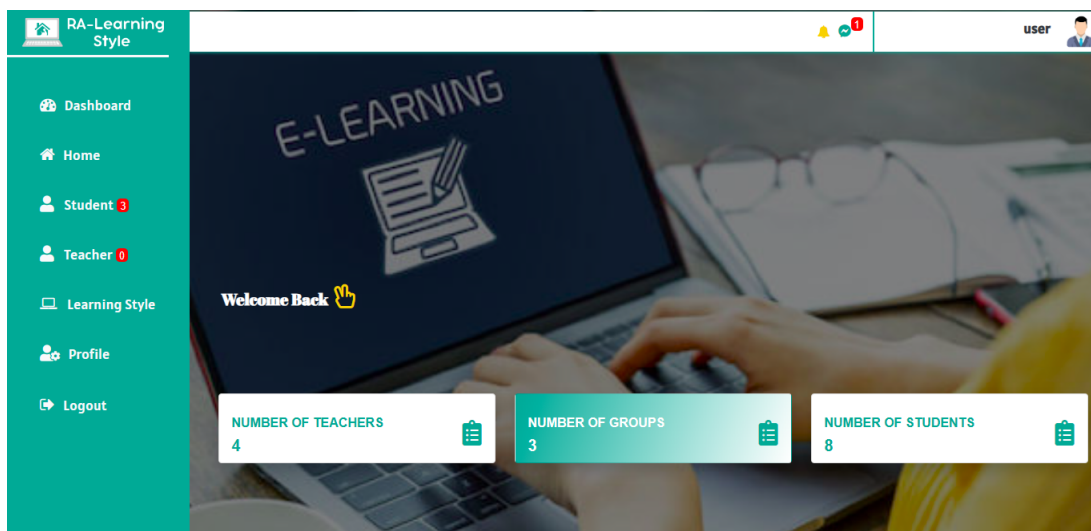 RA-Learning
Style
1
user
Dashboard
Home
Student 3
Teacher 0
Learning Style
Profile
Logout
E-LEARNING
Welcome Back
NUMBER OF TEACHERS
4
NUMBER OF GROUPS
3
NUMBER OF STUDENTS
8